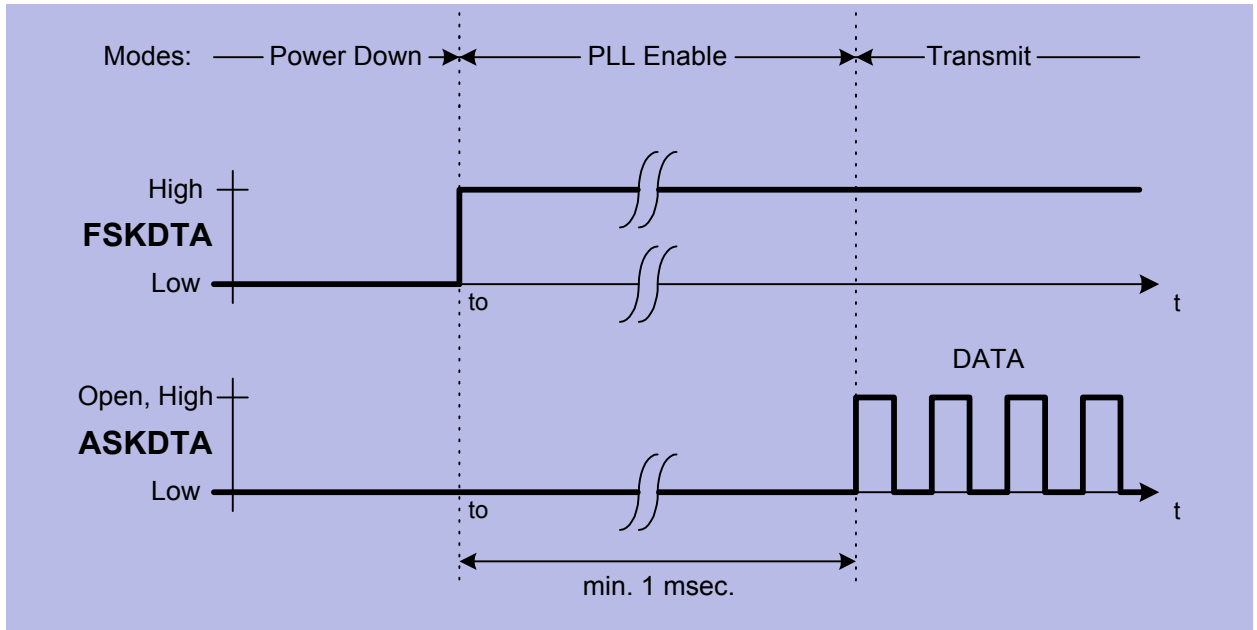 Modes: Power Down PLL Enable Transmit
High
FSKDTA
Low
to
t
DATA
Open, High
ASKDTA
Low
to
t
min. 1 msec.